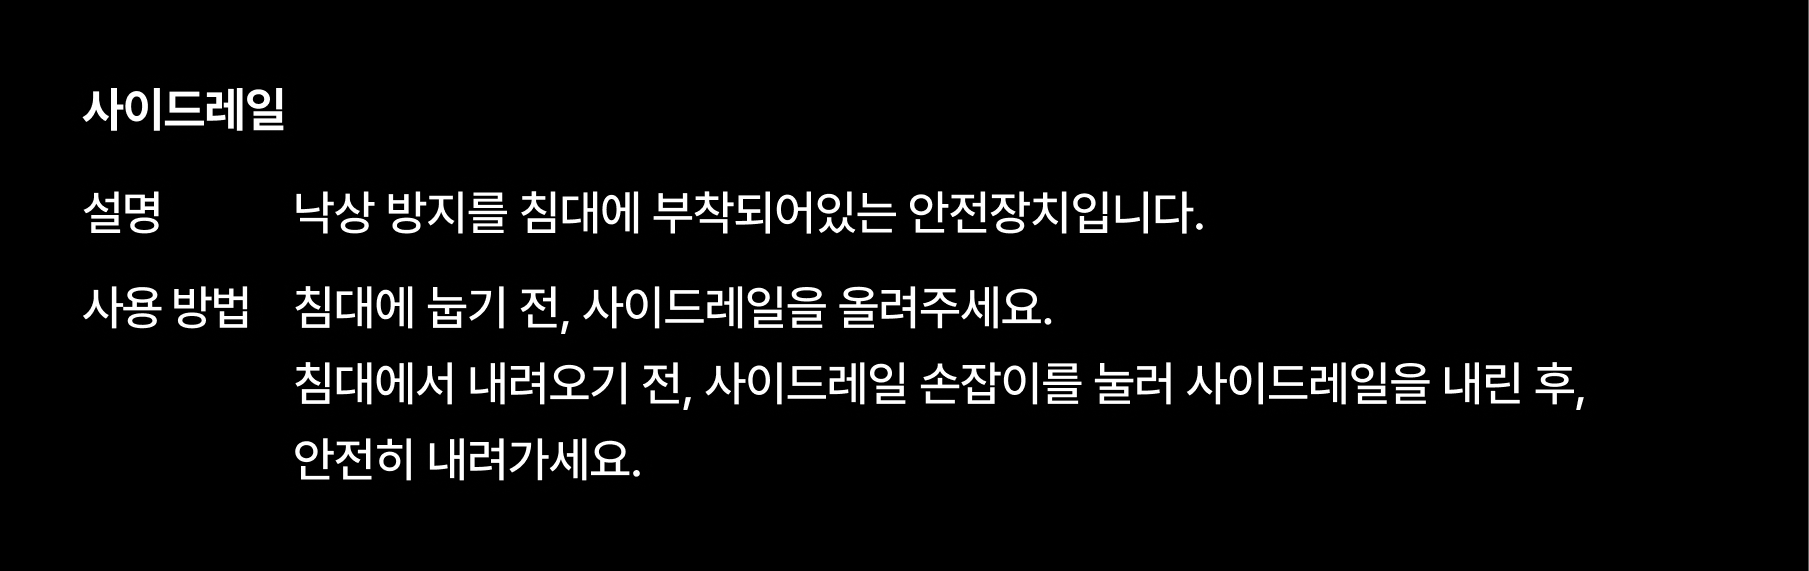 사이드레일
설명 낙상 방지를 침대에 부착되어있는 안전장치입니다.
사용 방법 침대에 눕기 전, 사이드레일을 올려주세요.
침대에서 내려오기 전, 사이드레일 손잡이를 눌러 사이드레일을 내린 후,
안전히 내려가세요.